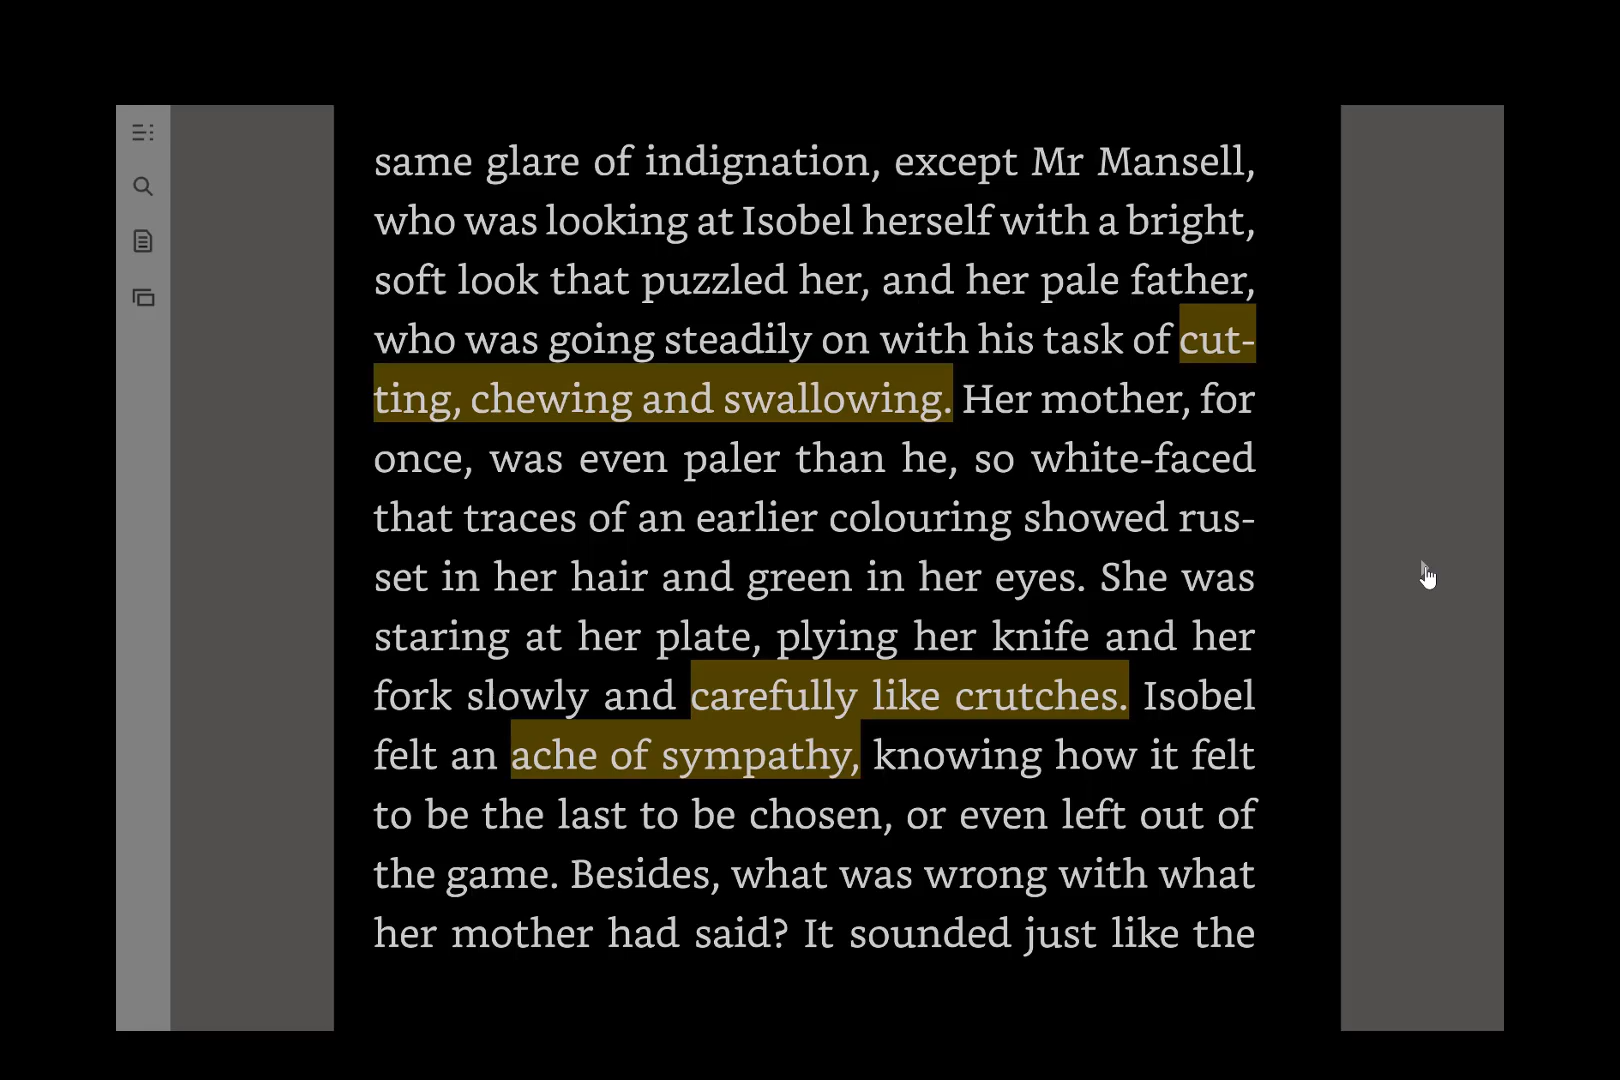 same glare of indignation, except Mr Mansell,
who was looking at Isobel herself with a bright,
soft look that puzzled her, and her pale father,
who was going steadily on with his task of cut-
ting, chewing and swallowing. Her mother, for
once, was even paler than he, so white-faced
that traces of an earlier colouring showed rus-
set in her hair and green in her eyes. She was
staring at her plate, plying her knife and her
fork slowly and carefully like crutches. Isobel
felt an ache of sympathy, knowing how it felt
to be the last to be chosen, or even left out of
the game. Besides, what was wrong with what
her mother had said? It sounded just like the